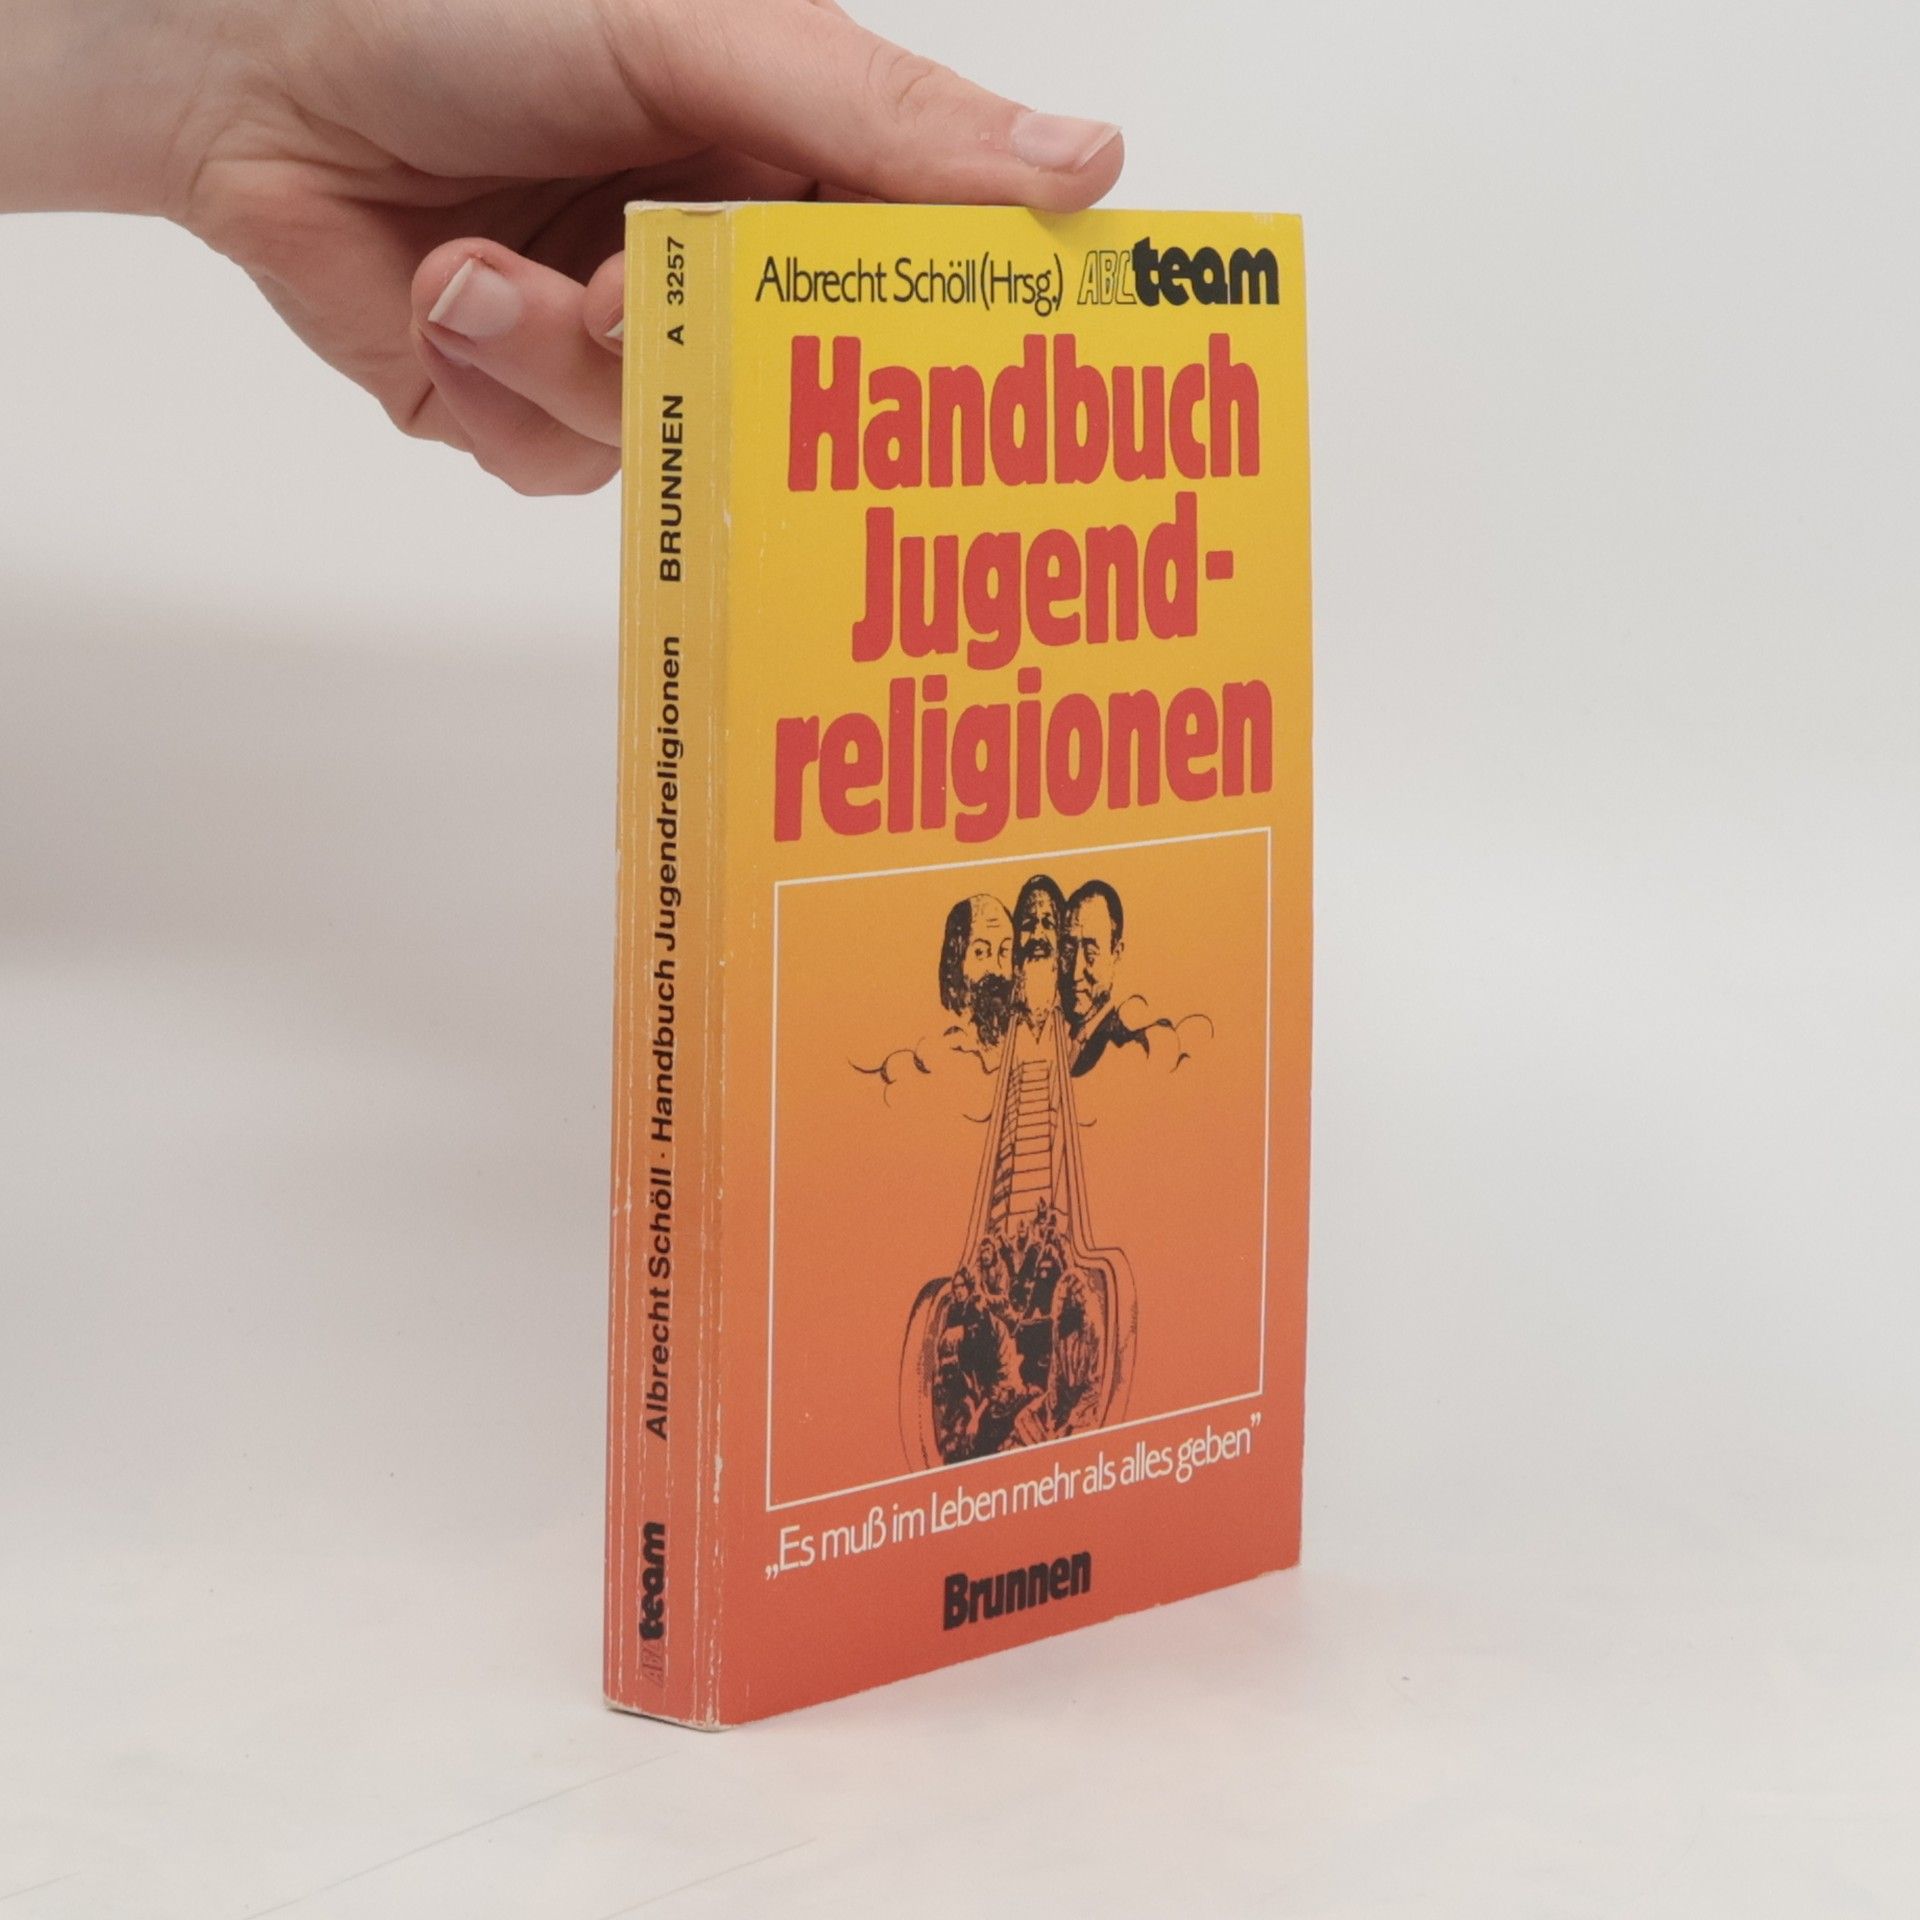 Albrecht Schöll (Hrsg.) ABCteam
Handbuch
Jugend-
religionen
„Es muß im Leben mehr als alles geben”
Brunnen
ABCteam Albrecht Schöll · Handbuch Jugendreligionen BRUNNEN A 3257